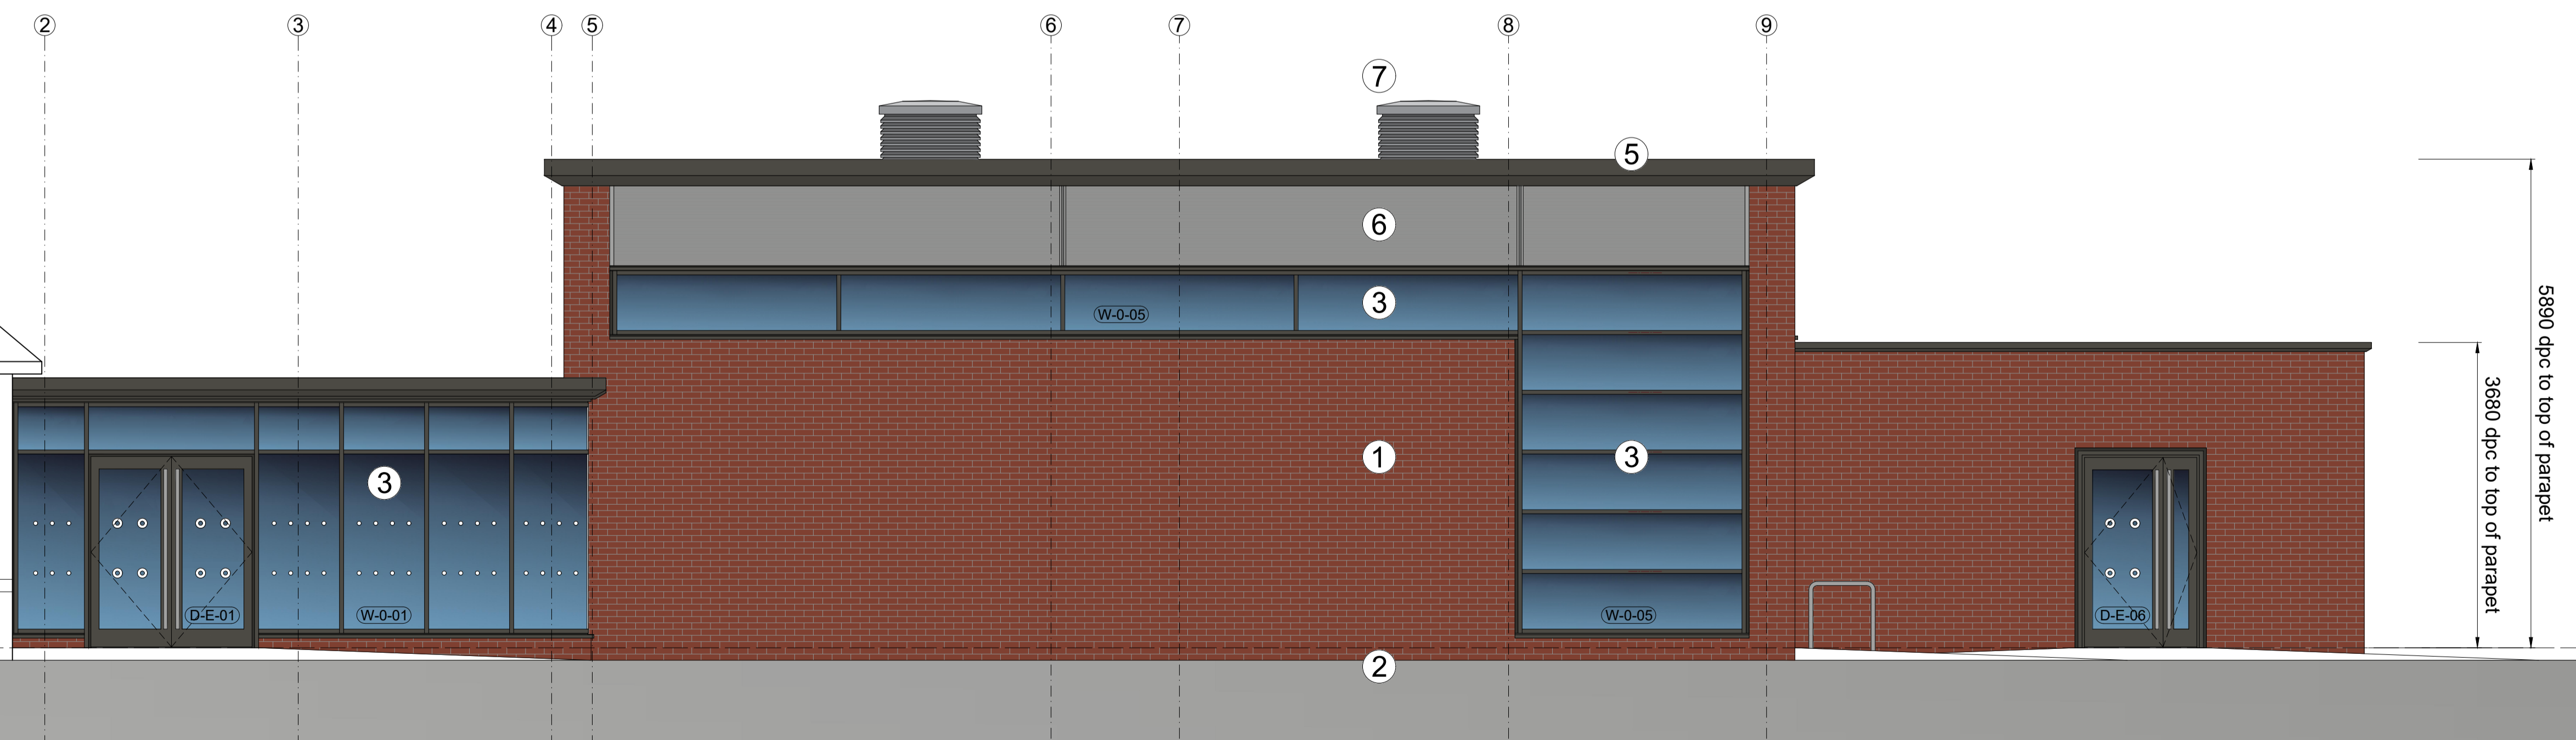 2
3
4
5
6
7
8
9
7
5
6
3
W-0-05
1
3
3
D-E-01
W-0-01
W-0-05
D-E-06
2
5890 dpc to top of parapet
3680 dpc to top of parapet